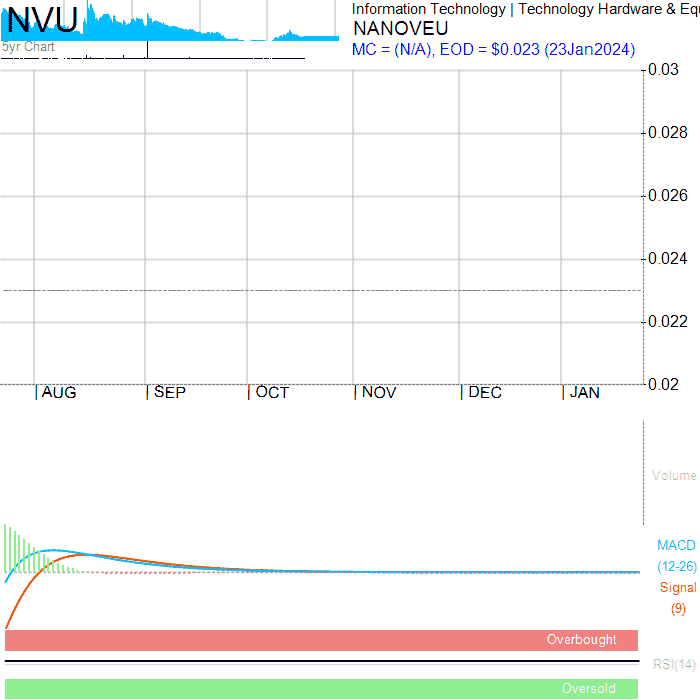 NVU
5yr Chart
Information Technology | Technology Hardware & Equ
NANOVEU
MC = (N/A), EOD = $0.023 (23Jan2024)
0.03
0.028
0.026
0.024
0.022
0.02
| AUG | SEP | OCT | NOV | DEC | JAN
Volume
MACD
(12-26)
Signal
(9)
Overbought
RSI(14)
Oversold